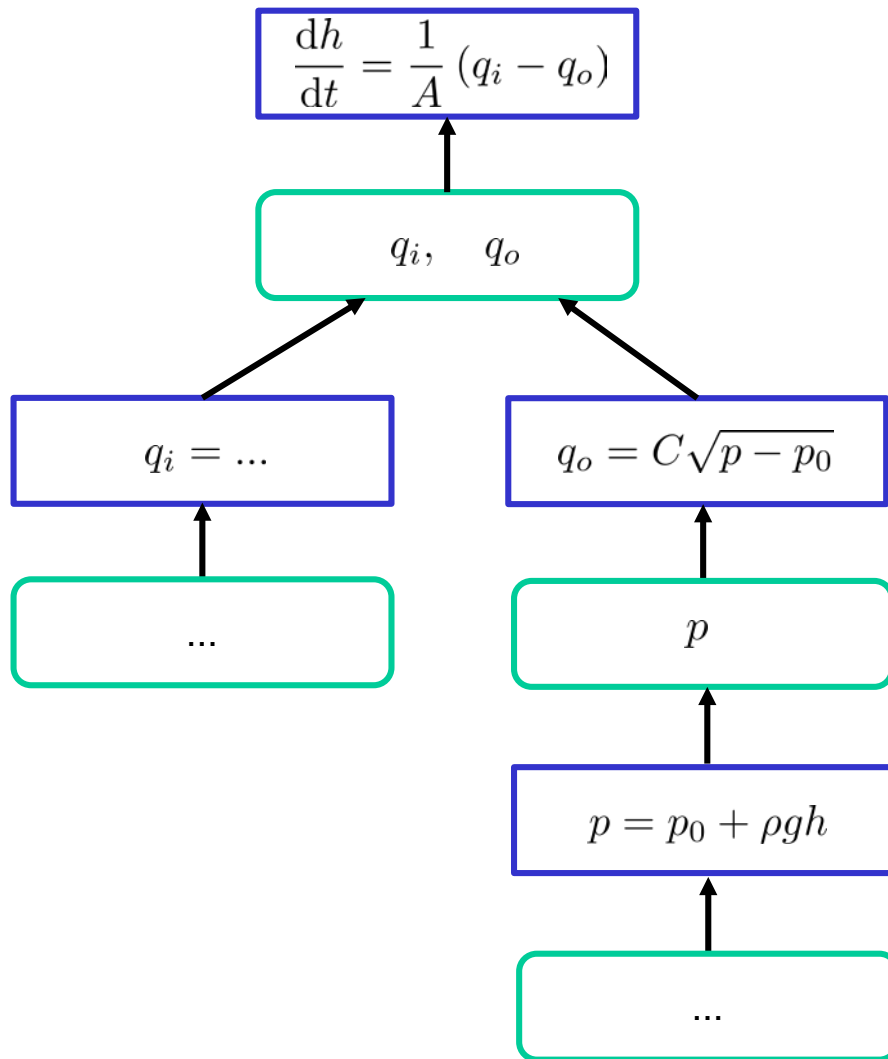 dh/dt = 1/A (q_i − q_o)
q_i,  q_o
q_i = ...
q_o = C√(p − p_0)
...
p
p = p_0 + ρgh
...